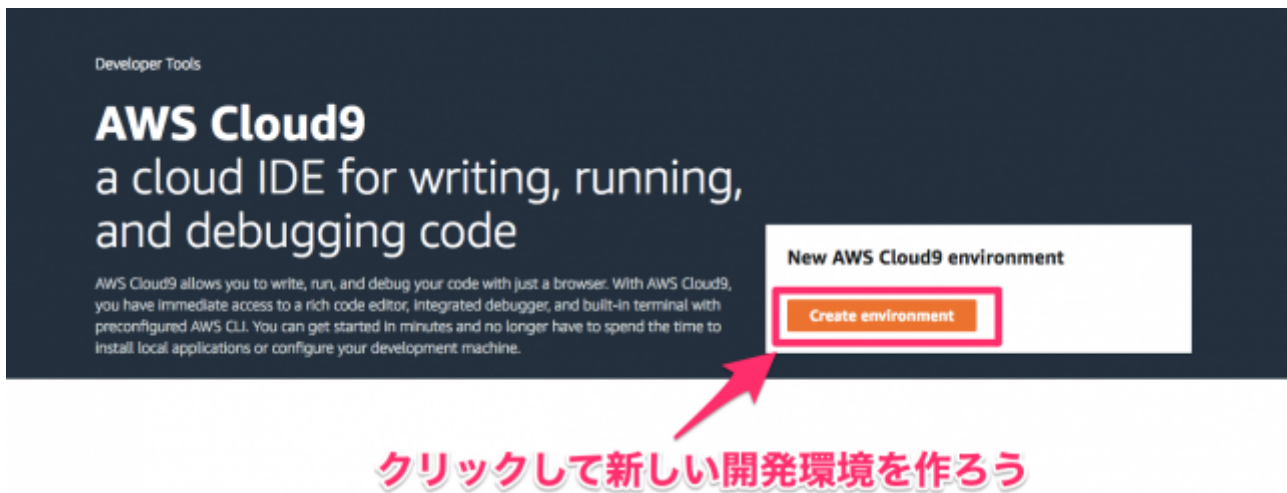 Developer Tools
AWS Cloud9
a cloud IDE for writing, running,
and debugging code
AWS Cloud9 allows you to write, run, and debug your code with just a browser. With AWS Cloud9,
you have immediate access to a rich code editor, integrated debugger, and built-in terminal with
preconfigured AWS CLI. You can get started in minutes and no longer have to spend the time to
install local applications or configure your development machine.
New AWS Cloud9 environment
Create environment
クリックして新しい開発環境を作ろう